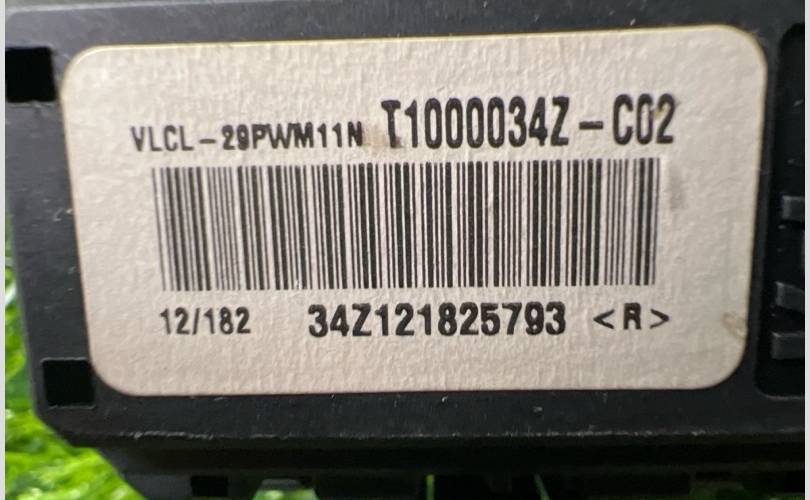 VLCL-29PWM11N T1000034Z-C02
12/182 34Z121825793 <R>